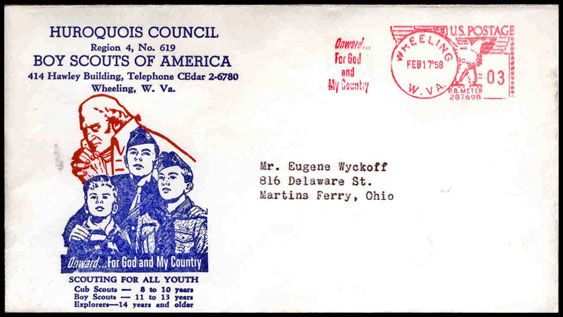 HUROQUOIS COUNCIL
Region 4, No. 619
BOY SCOUTS OF AMERICA
414 Hawley Building, Telephone CEdar 2-6780
Wheeling, W. Va.
Onward...
For God
and
My Country
WHEELING
FEB 17 '58
W. VA.
U.S. POSTAGE
03
P.B. METER
287698
Mr. Eugene Wyckoff
816 Delaware St.
Martins Ferry, Ohio
Onward...For God and My Country
SCOUTING FOR ALL YOUTH
Cub Scouts — 8 to 10 years
Boy Scouts — 11 to 13 years
Explorers—14 years and older